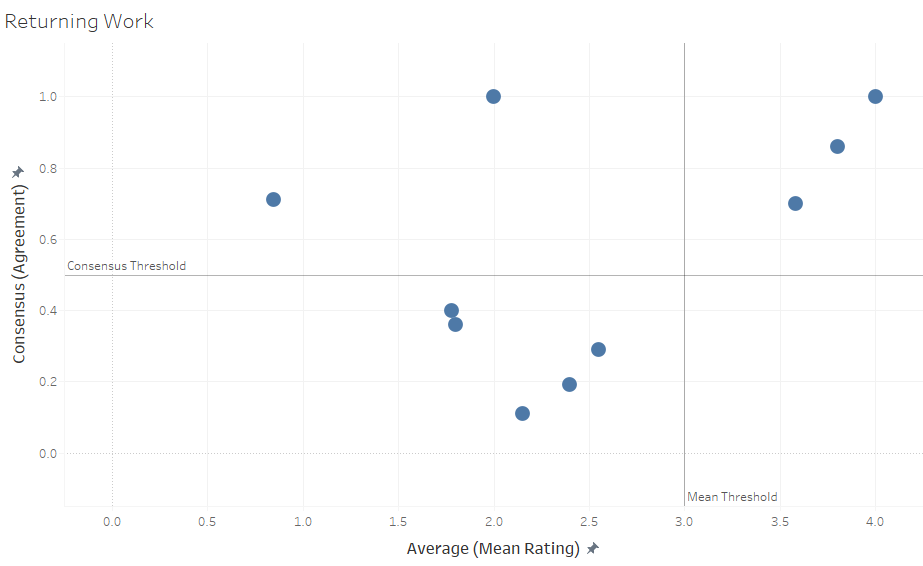 Returning Work
1.0
0.8
0.6
0.4
0.2
0.0
Consensus (Agreement)
Consensus Threshold
Mean Threshold
0.0 0.5 1.0 1.5 2.0 2.5 3.0 3.5 4.0
Average (Mean Rating)